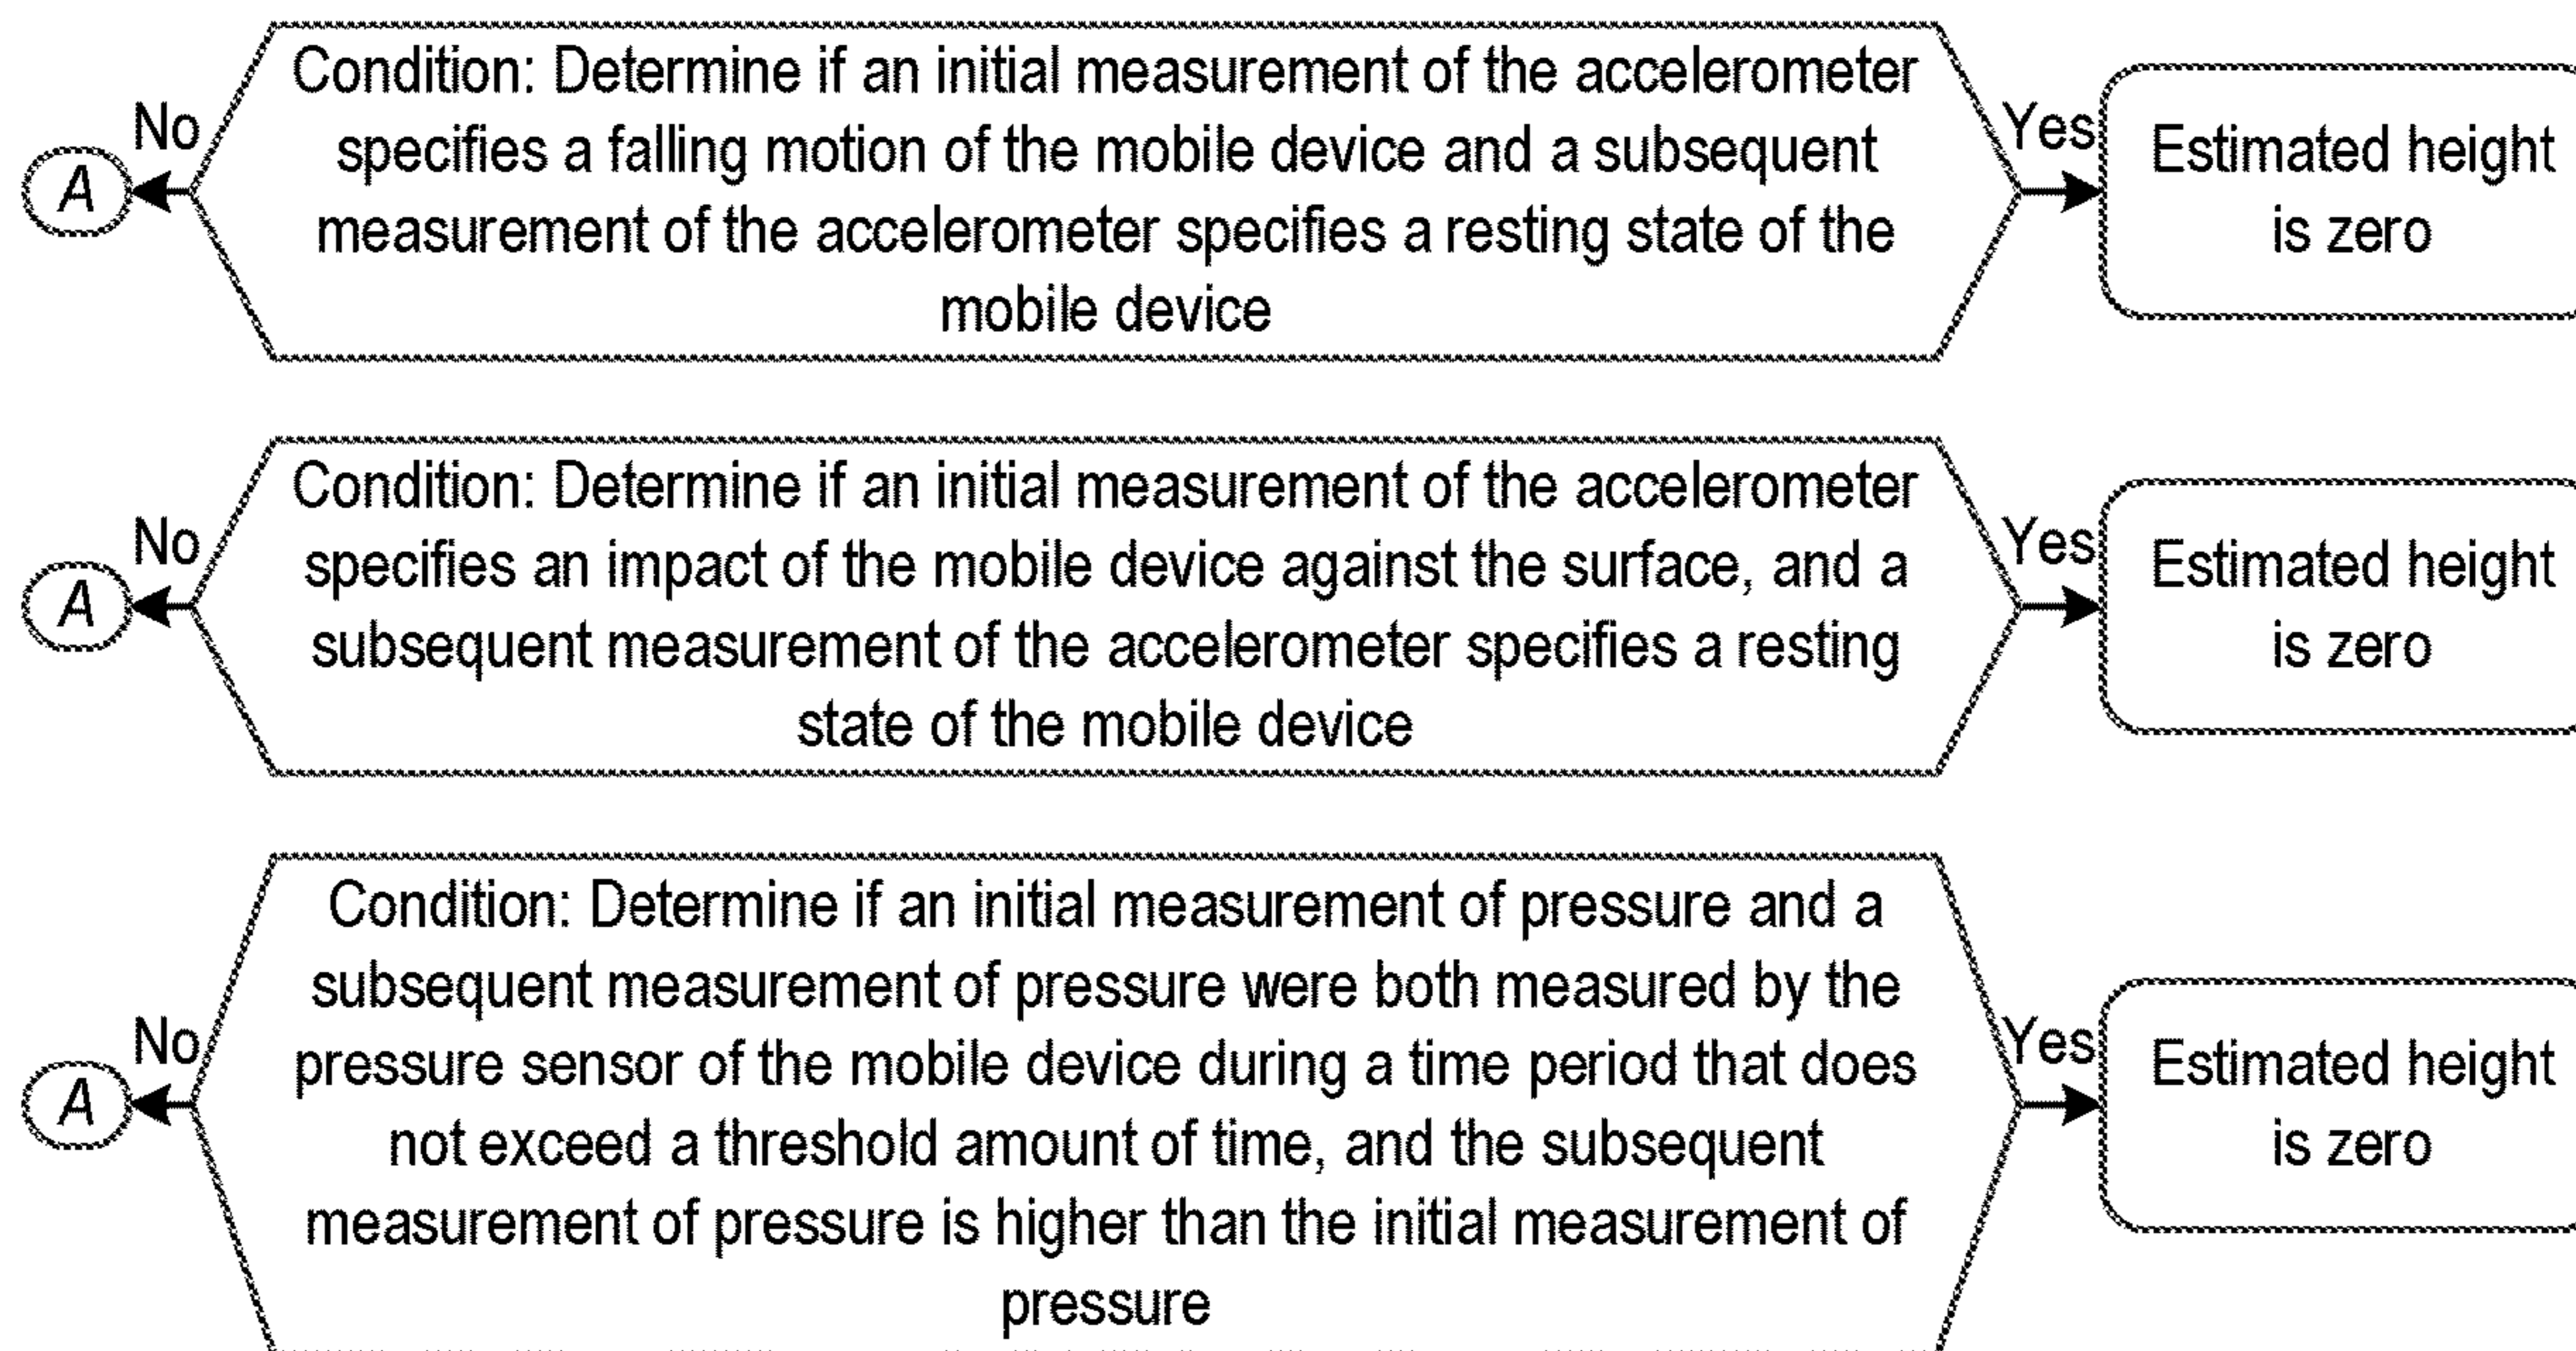 Condition: Determine if an initial measurement of the accelerometer
specifies a falling motion of the mobile device and a subsequent
measurement of the accelerometer specifies a resting state of the
mobile device
No
A
Yes
Estimated height
is zero
Condition: Determine if an initial measurement of the accelerometer
specifies an impact of the mobile device against the surface, and a
subsequent measurement of the accelerometer specifies a resting
state of the mobile device
No
A
Yes
Estimated height
is zero
Condition: Determine if an initial measurement of pressure and a
subsequent measurement of pressure were both measured by the
pressure sensor of the mobile device during a time period that does
not exceed a threshold amount of time, and the subsequent
measurement of pressure is higher than the initial measurement of
pressure
No
A
Yes
Estimated height
is zero